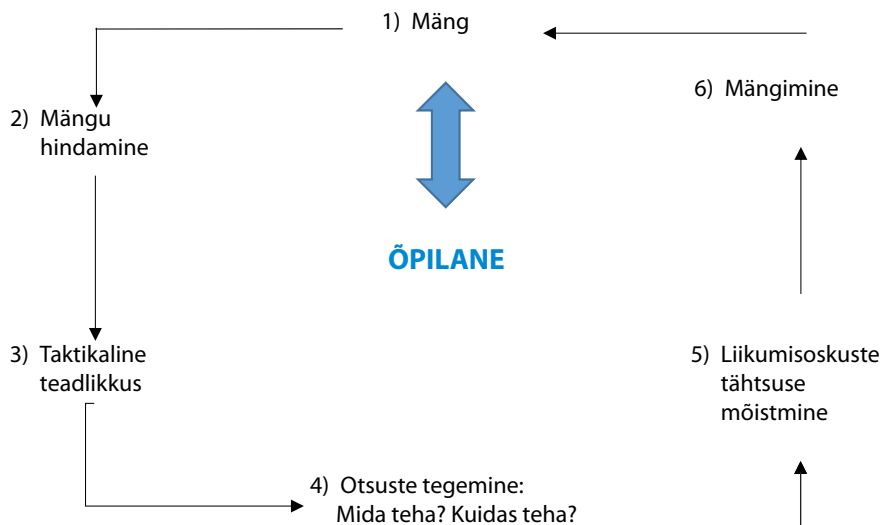 1) Mäng
2) Mängu
hindamine
3) Taktikaline
teadlikkus
4) Otsuste tegemine:
Mida teha? Kuidas teha?
5) Liikumisoskuste
tähtsuse
mõistmine
6) Mängimine
ÕPILANE